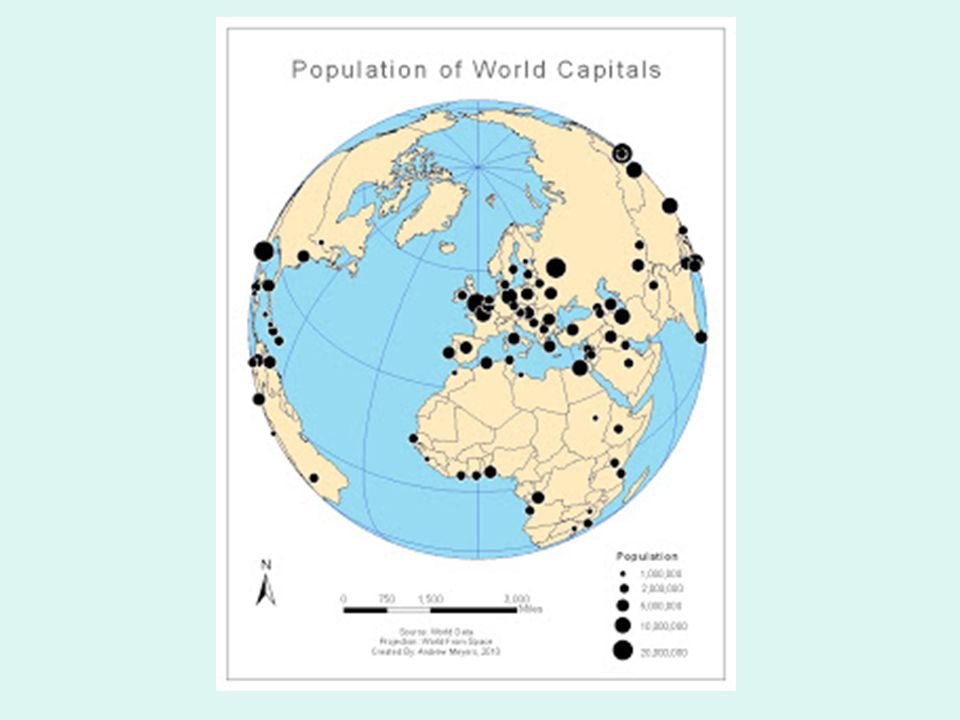 Population of World Capitals
N
0 750 1,500 3,000
Miles
Source: World Data
Projection: World From Space
Created By: Andrew Meyers, 2013
Population
1,000,000
2,000,000
5,000,000
10,000,000
20,000,000